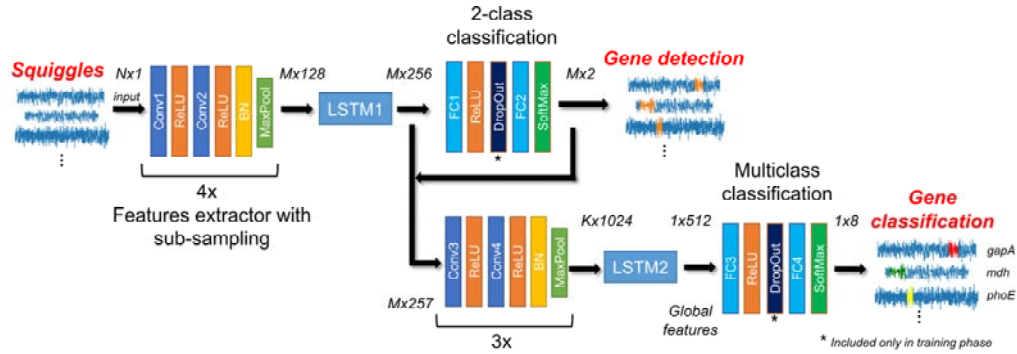 2-class
classification
Squiggles
Nx1
input
Conv1
ReLU
Conv2
ReLU
BN
MaxPool
Mx128
LSTM1
Mx256
FC1
ReLU
DropOut
FC2
SoftMax
*
Mx2
Gene detection
⋮
⋮
4x
Features extractor with
sub-sampling
Mx257
Conv3
ReLU
Conv4
ReLU
BN
MaxPool
3x
Kx1024
LSTM2
1x512
Global
features
Multiclass
classification
FC3
ReLU
DropOut
FC4
SoftMax
*
1x8
Gene
classification
gapA
mdh
phoE
⋮
* Included only in training phase